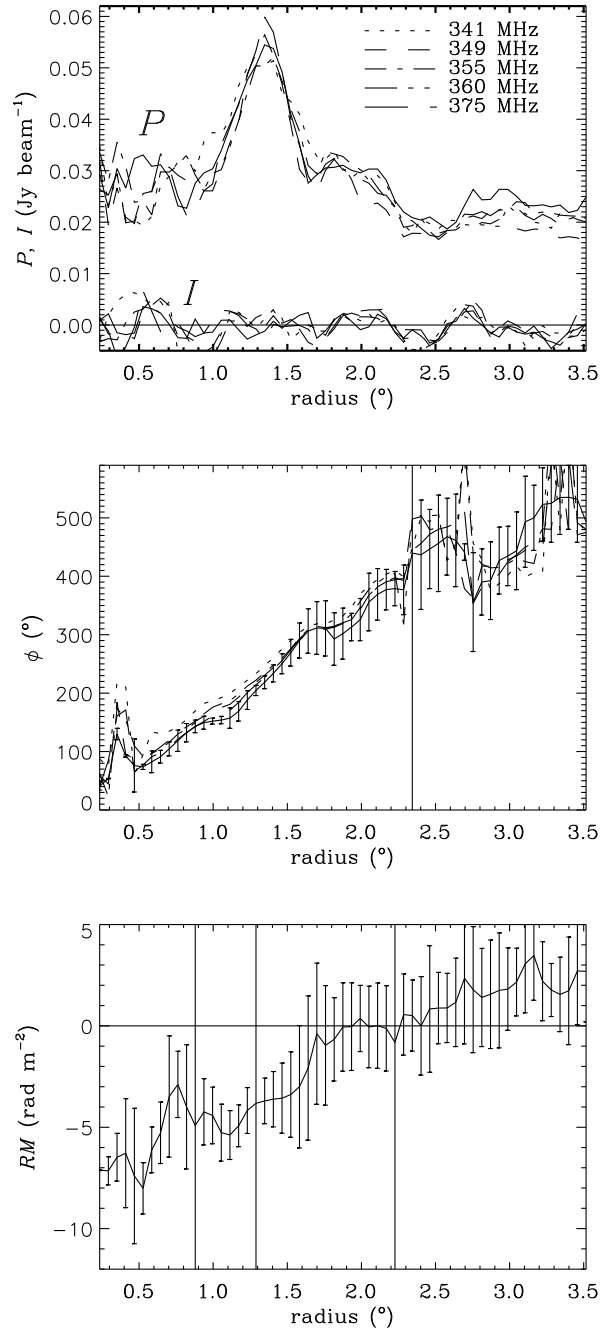 0.06
0.05
0.04
0.03
0.02
0.01
0.00
P, I (Jy beam⁻¹)
341 MHz
349 MHz
355 MHz
360 MHz
375 MHz
P
I
0.5 1.0 1.5 2.0 2.5 3.0 3.5
radius (°)
500
400
300
200
100
0
ϕ (°)
0.5 1.0 1.5 2.0 2.5 3.0 3.5
radius (°)
5
0
−5
−10
RM (rad m⁻²)
0.5 1.0 1.5 2.0 2.5 3.0 3.5
radius (°)